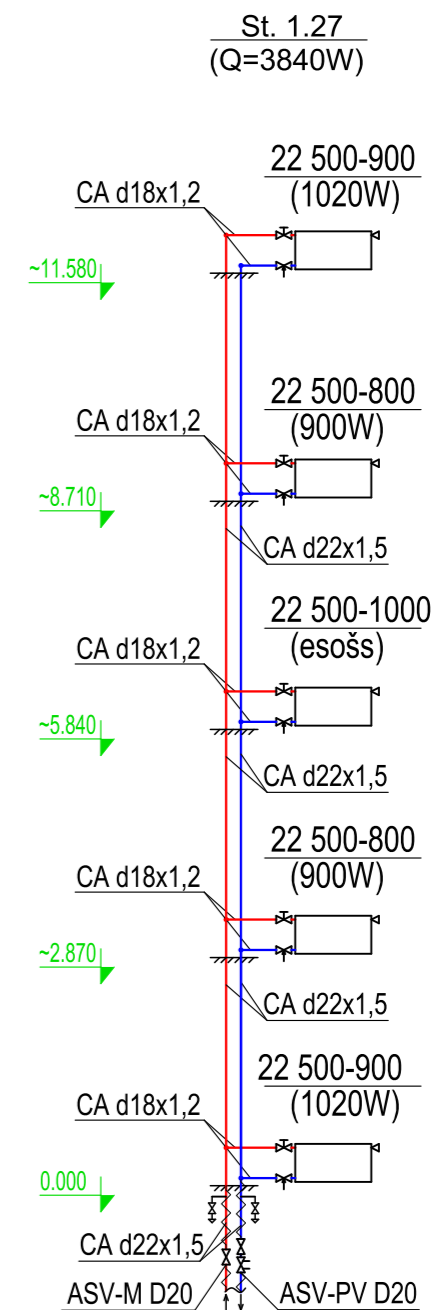 St. 1.27
(Q=3840W)
22 500-900
(1020W)
CA d18x1,2
~11.580
22 500-800
(900W)
CA d18x1,2
~8.710
CA d22x1,5
22 500-1000
(esošs)
CA d18x1,2
~5.840
CA d22x1,5
22 500-800
(900W)
CA d18x1,2
~2.870
CA d22x1,5
22 500-900
(1020W)
CA d18x1,2
0.000
CA d22x1,5
ASV-M D20
ASV-PV D20